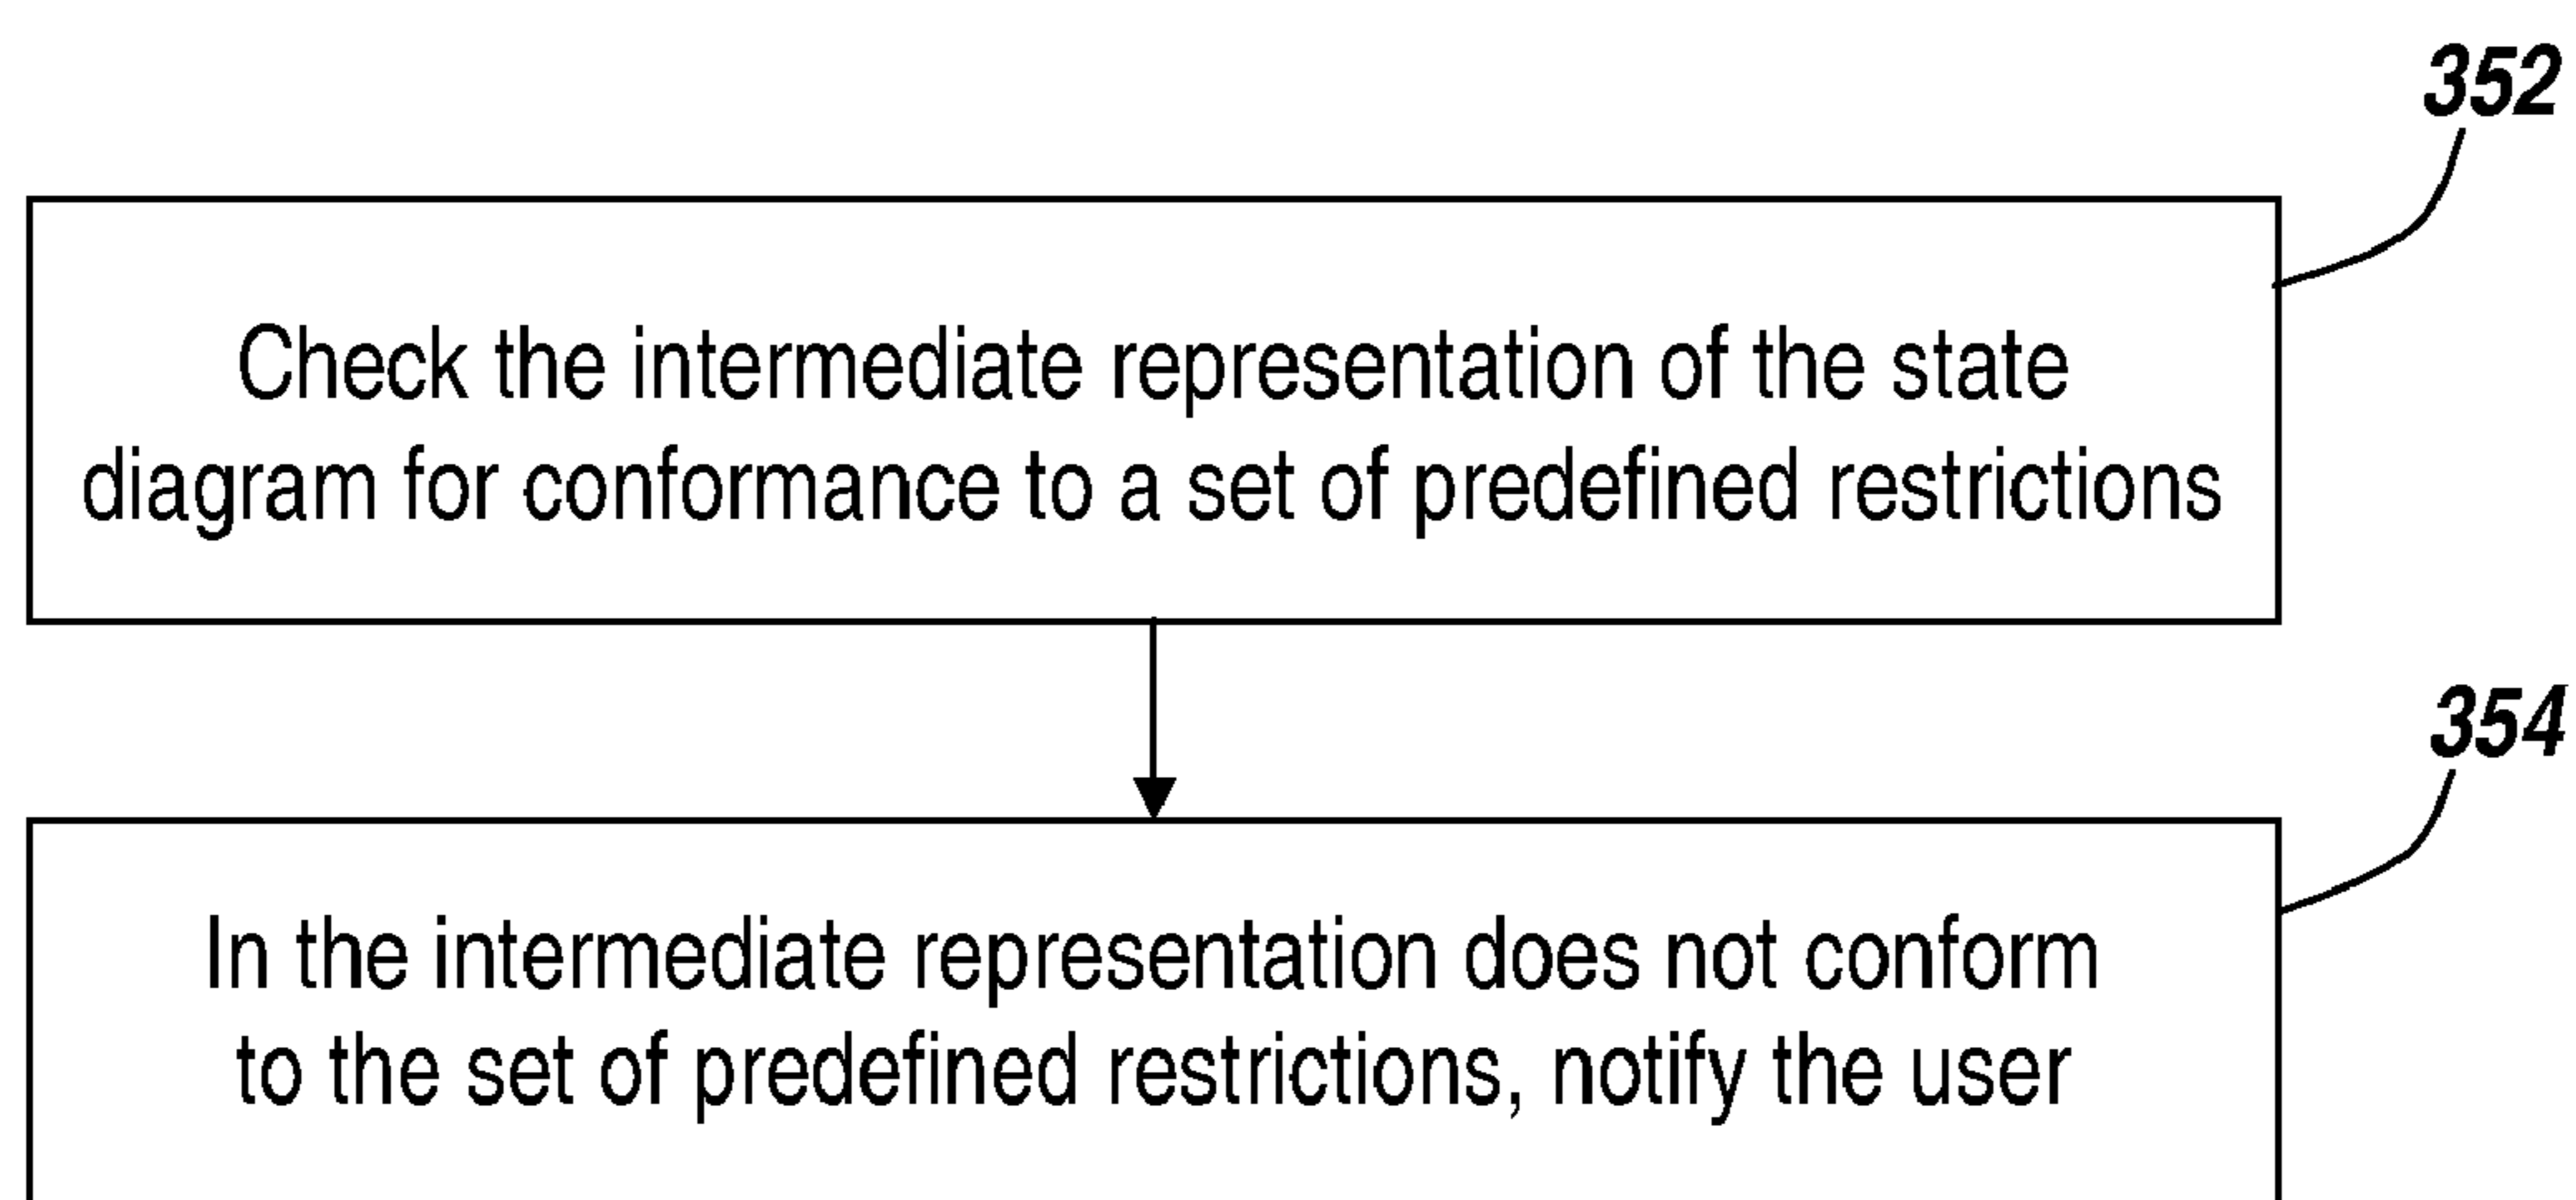 352
Check the intermediate representation of the state
diagram for conformance to a set of predefined restrictions
354
In the intermediate representation does not conform
to the set of predefined restrictions, notify the user